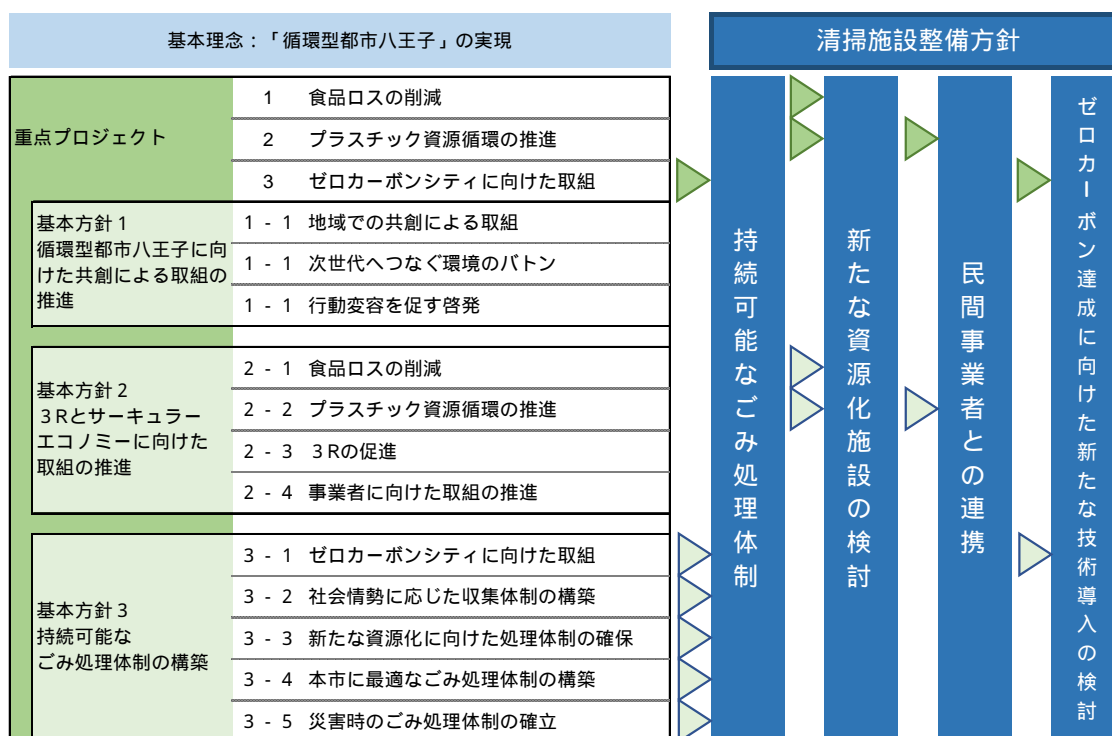 基本理念：「循環型都市八王子」の実現
清掃施設整備方針
重点プロジェクト
1 食品ロスの削減
2 プラスチック資源循環の推進
3 ゼロカーボンシティに向けた取組
基本方針1
循環型都市八王子に向
けた共創による取組の
推進
1-1 地域での共創による取組
1-1 次世代へつなぐ環境のバトン
1-1 行動変容を促す啓発
基本方針2
3Rとサーキュラー
エコノミーに向けた
取組の推進
2-1 食品ロスの削減
2-2 プラスチック資源循環の推進
2-3 3Rの促進
2-4 事業者に向けた取組の推進
基本方針3
持続可能な
ごみ処理体制の構築
3-1 ゼロカーボンシティに向けた取組
3-2 社会情勢に応じた収集体制の構築
3-3 新たな資源化に向けた処理体制の確保
3-4 本市に最適なごみ処理体制の構築
3-5 災害時のごみ処理体制の確立
持続可能なごみ処理体制
新たな資源化施設の検討
民間事業者との連携
ゼロカーボン達成に向けた新たな技術導入の検討